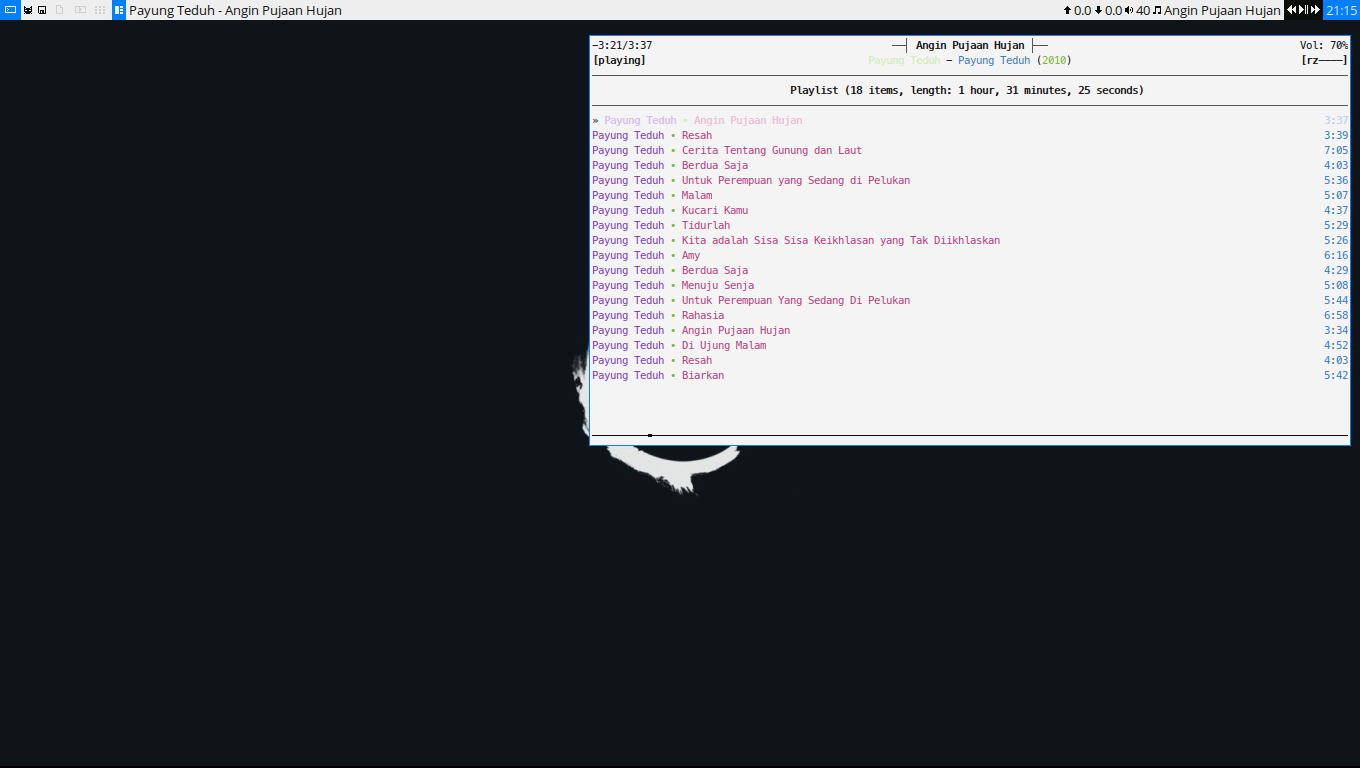 Payung Teduh - Angin Pujaan Hujan 0.0 0.0 40 Angin Pujaan Hujan 21:15
-3:21/3:37 Angin Pujaan Hujan Vol: 70%
[playing] Payung Teduh — Payung Teduh (2010) [rz————]
Playlist (18 items, length: 1 hour, 31 minutes, 25 seconds)
» Payung Teduh • Angin Pujaan Hujan 3:37
Payung Teduh • Resah 3:39
Payung Teduh • Cerita Tentang Gunung dan Laut 7:05
Payung Teduh • Berdua Saja 4:03
Payung Teduh • Untuk Perempuan yang Sedang di Pelukan 5:36
Payung Teduh • Malam 5:07
Payung Teduh • Kucari Kamu 4:37
Payung Teduh • Tidurlah 5:29
Payung Teduh • Kita adalah Sisa Sisa Keikhlasan yang Tak Diikhlaskan 5:26
Payung Teduh • Amy 6:16
Payung Teduh • Berdua Saja 4:29
Payung Teduh • Menuju Senja 5:08
Payung Teduh • Untuk Perempuan Yang Sedang Di Pelukan 5:44
Payung Teduh • Rahasia 6:58
Payung Teduh • Angin Pujaan Hujan 3:34
Payung Teduh • Di Ujung Malam 4:52
Payung Teduh • Resah 4:03
Payung Teduh • Biarkan 5:42